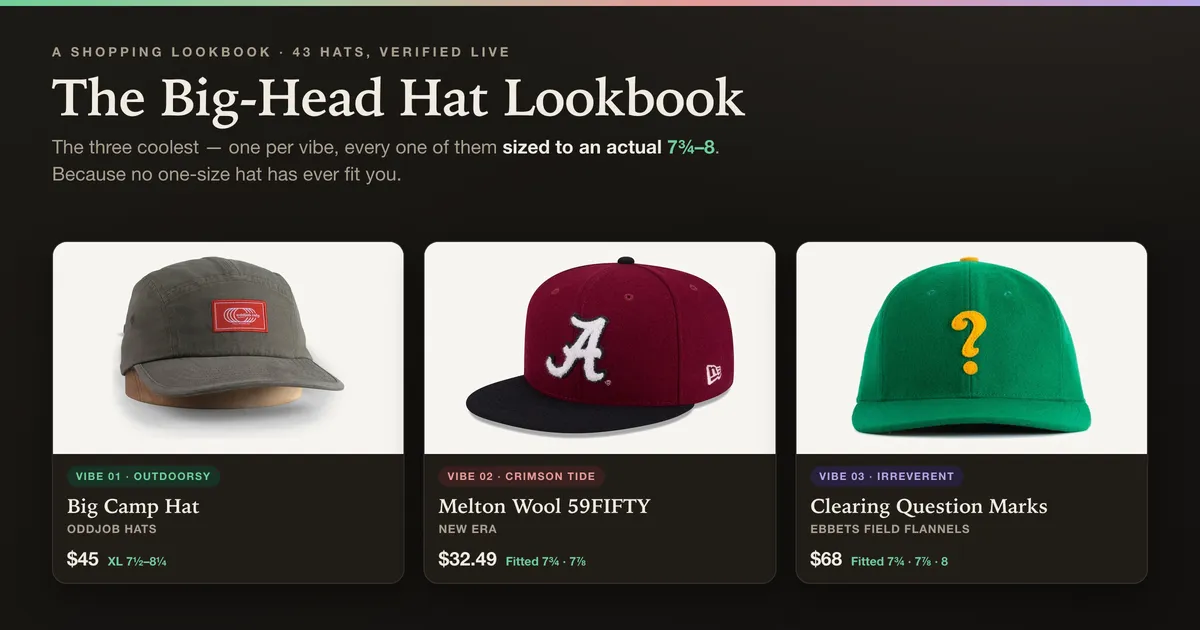 A SHOPPING LOOKBOOK · 43 HATS, VERIFIED LIVE
The Big-Head Hat Lookbook
The three coolest — one per vibe, every one of them sized to an actual 7¾–8.
Because no one-size hat has ever fit you.
A
?
VIBE 01 · OUTDOORSY
Big Camp Hat
ODDJOB HATS
$45 XL 7½–8¼
VIBE 02 · CRIMSON TIDE
Melton Wool 59FIFTY
NEW ERA
$32.49 Fitted 7¾ · 7⅞
VIBE 03 · IRREVERENT
Clearing Question Marks
EBBETS FIELD FLANNELS
$68 Fitted 7¾ · 7⅞ · 8